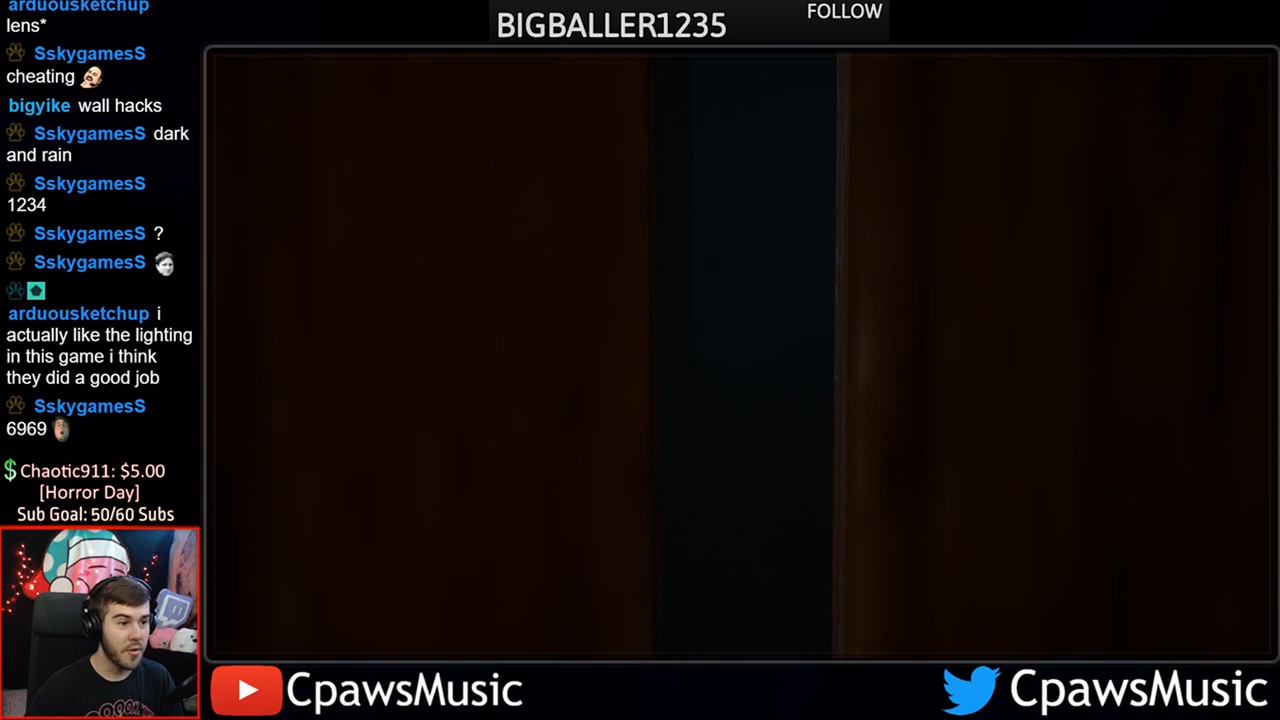 arduousketchup
lens*
SskygamesS
cheating
bigyike wall hacks
SskygamesS dark
and rain
SskygamesS
1234
SskygamesS ?
SskygamesS
arduousketchup i
actually like the lighting
in this game i think
they did a good job
SskygamesS
6969
$ Chaotic911: $5.00
[Horror Day]
Sub Goal: 50/60 Subs
BIGBALLER1235
FOLLOW
CpawsMusic
CpawsMusic